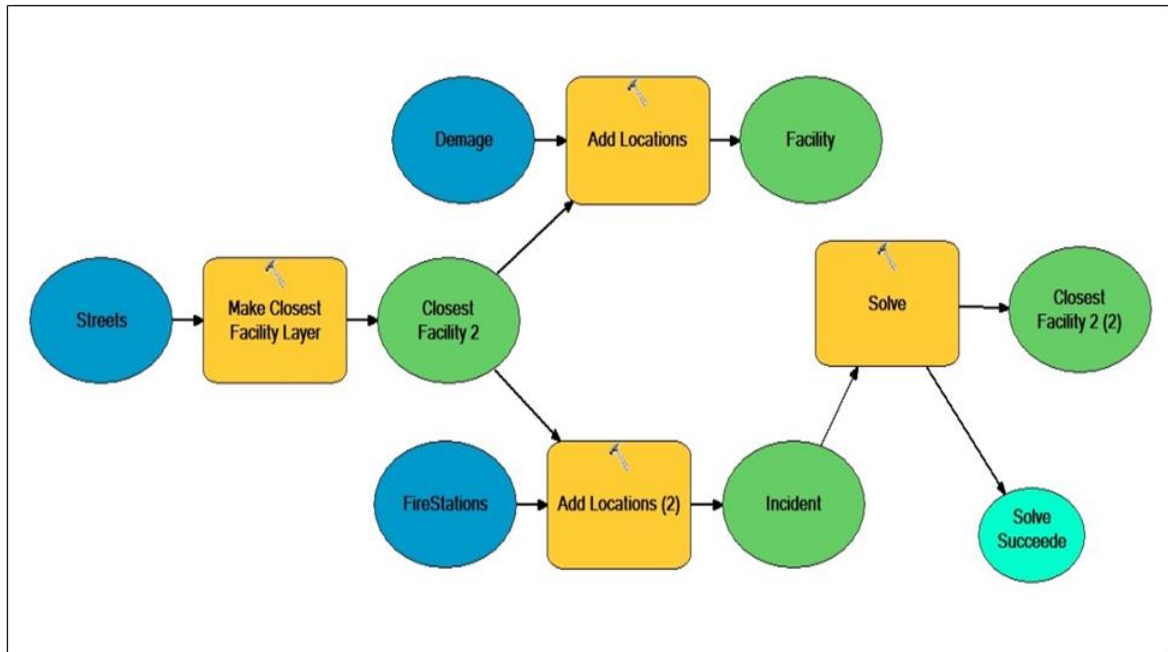 Demage
Add Locations
Facility
Streets
Make Closest
Facility Layer
Closest
Facility 2
Solve
Closest
Facility 2 (2)
FireStations
Add Locations (2)
Incident
Solve
Succeede